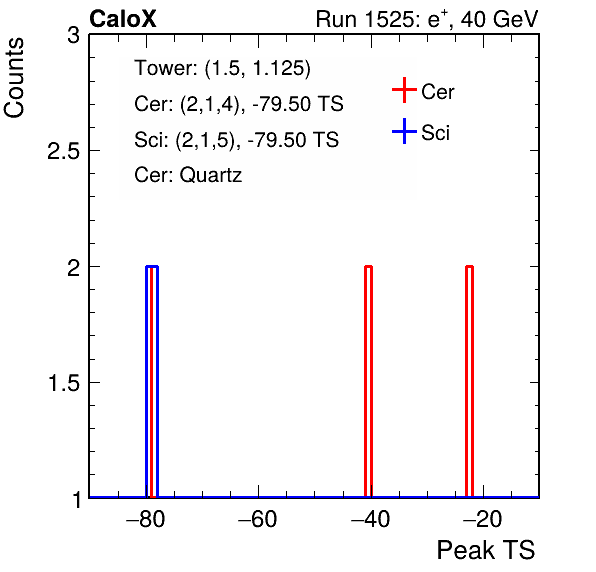 CaloX Run 1525: e⁺, 40 GeV
Counts
Tower: (1.5, 1.125)
Cer: (2,1,4), -79.50 TS
Sci: (2,1,5), -79.50 TS
Cer: Quartz
Cer
Sci
3
2.5
2
1.5
1
−80 −60 −40 −20
Peak TS